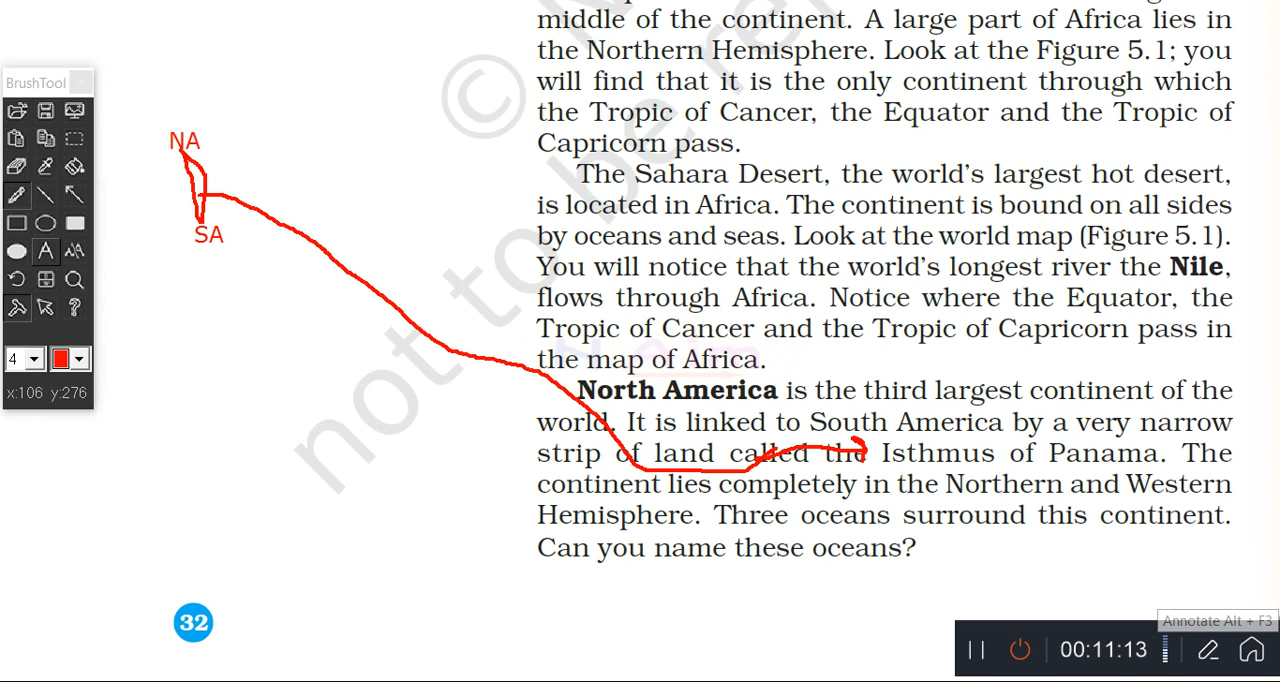 middle of the continent. A large part of Africa lies in
the Northern Hemisphere. Look at the Figure 5.1; you
will find that it is the only continent through which
the Tropic of Cancer, the Equator and the Tropic of
Capricorn pass.
The Sahara Desert, the world's largest hot desert,
is located in Africa. The continent is bound on all sides
by oceans and seas. Look at the world map (Figure 5.1).
You will notice that the world's longest river the Nile,
flows through Africa. Notice where the Equator, the
Tropic of Cancer and the Tropic of Capricorn pass in
the map of Africa.
North America is the third largest continent of the
world. It is linked to South America by a very narrow
strip of land called the Isthmus of Panama. The
continent lies completely in the Northern and Western
Hemisphere. Three oceans surround this continent.
Can you name these oceans?
BrushTool
NA
SA
4
x:106 y:276
©
not to be re
32
Annotate Alt + F3
00:11:13